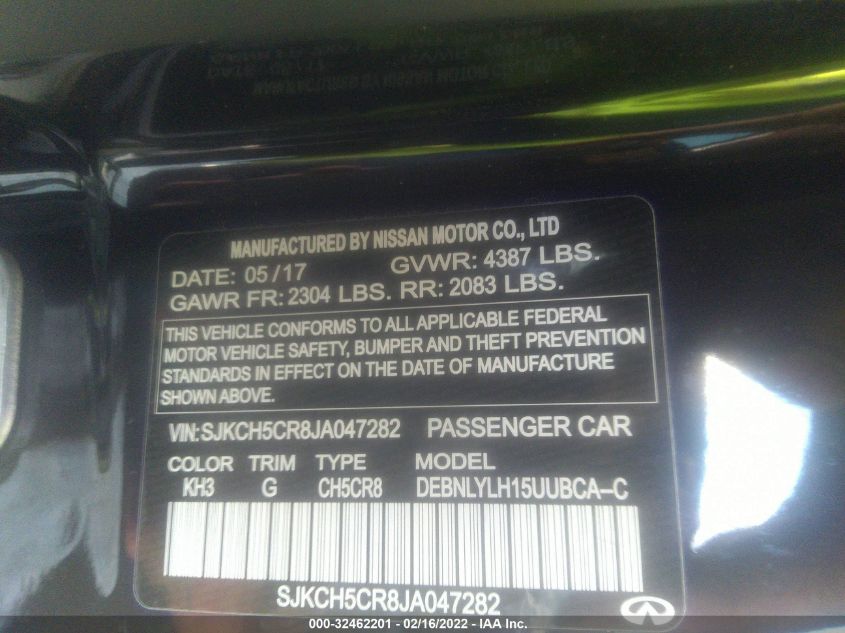 MANUFACTURED BY NISSAN MOTOR CO., LTD
DATE: 05/17 GVWR: 4387 LBS.
GAWR FR: 2304 LBS. RR: 2083 LBS.
THIS VEHICLE CONFORMS TO ALL APPLICABLE FEDERAL
MOTOR VEHICLE SAFETY, BUMPER AND THEFT PREVENTION
STANDARDS IN EFFECT ON THE DATE OF MANUFACTURE
SHOWN ABOVE.
VIN:SJKCH5CR8JA047282 PASSENGER CAR
COLOR TRIM TYPE MODEL
KH3 G CH5CR8 DEBNLYLH15UUBCA-C
SJKCH5CR8JA047282
000-32462201 - 02/16/2022 - IAA Inc.